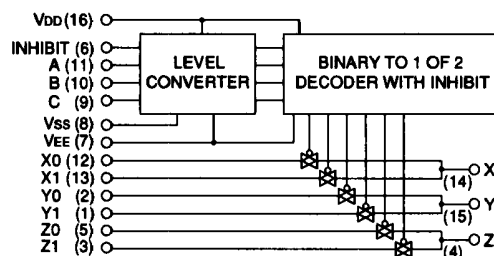 VDD (16)
INHIBIT (6)
A (11)
B (10)
C (9)
VSS (8)
VEE (7)
X0 (12)
X1 (13)
Y0 (2)
Y1 (1)
Z0 (5)
Z1 (3)
LEVEL
CONVERTER
BINARY TO 1 OF 2
DECODER WITH INHIBIT
X
(14)
Y
(15)
Z
(4)